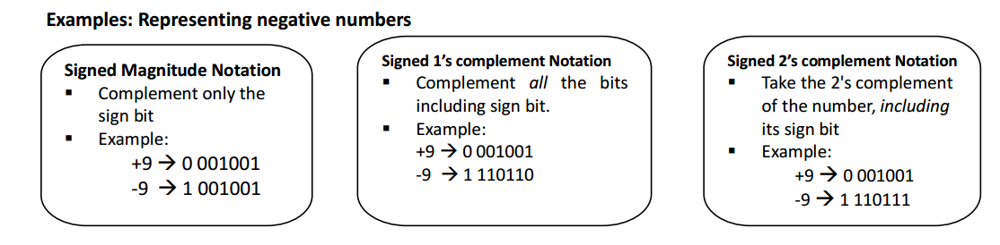 Examples: Representing negative numbers
Signed Magnitude Notation
▪ Complement only the
sign bit
▪ Example:
+9 → 0 001001
-9 → 1 001001
Signed 1’s complement Notation
▪ Complement all the bits
including sign bit.
▪ Example:
+9 → 0 001001
-9 → 1 110110
Signed 2’s complement Notation
▪ Take the 2's complement
of the number, including
its sign bit
▪ Example:
+9 → 0 001001
-9 → 1 110111